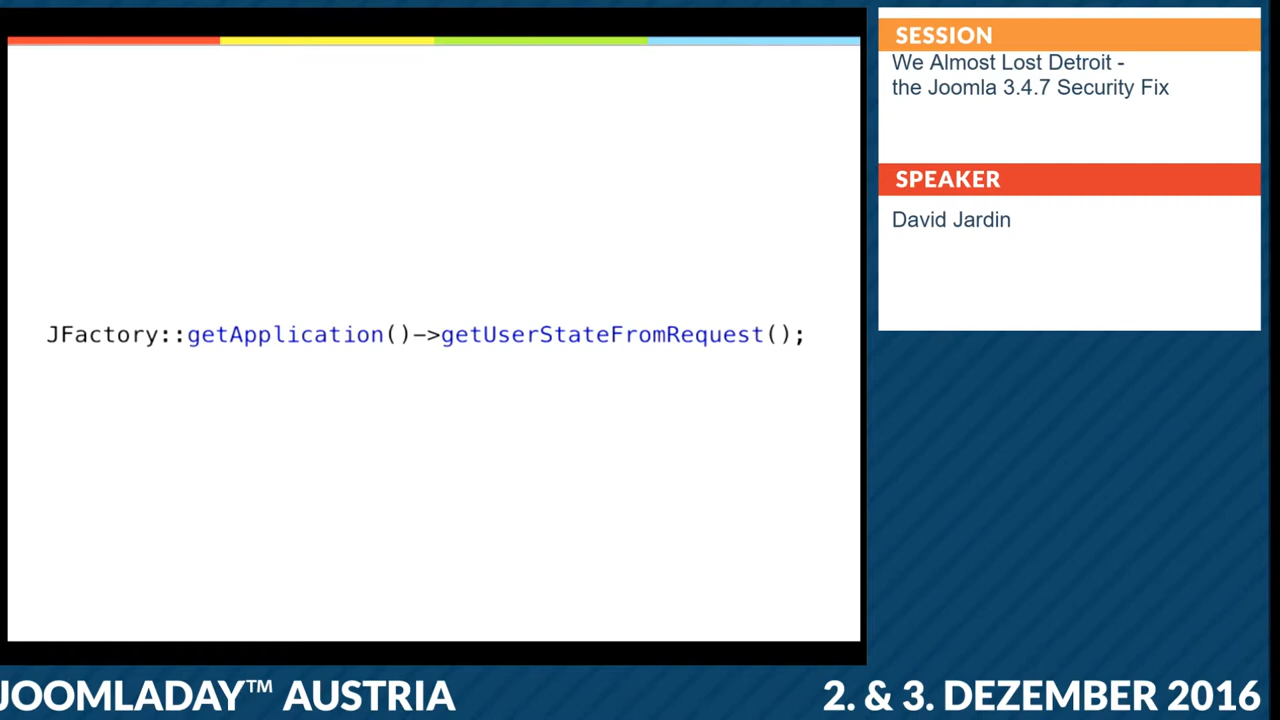 JFactory::getApplication()->getUserStateFromRequest();
SESSION
We Almost Lost Detroit -
the Joomla 3.4.7 Security Fix
SPEAKER
David Jardin
JOOMLADAY™ AUSTRIA
2. & 3. DEZEMBER 2016